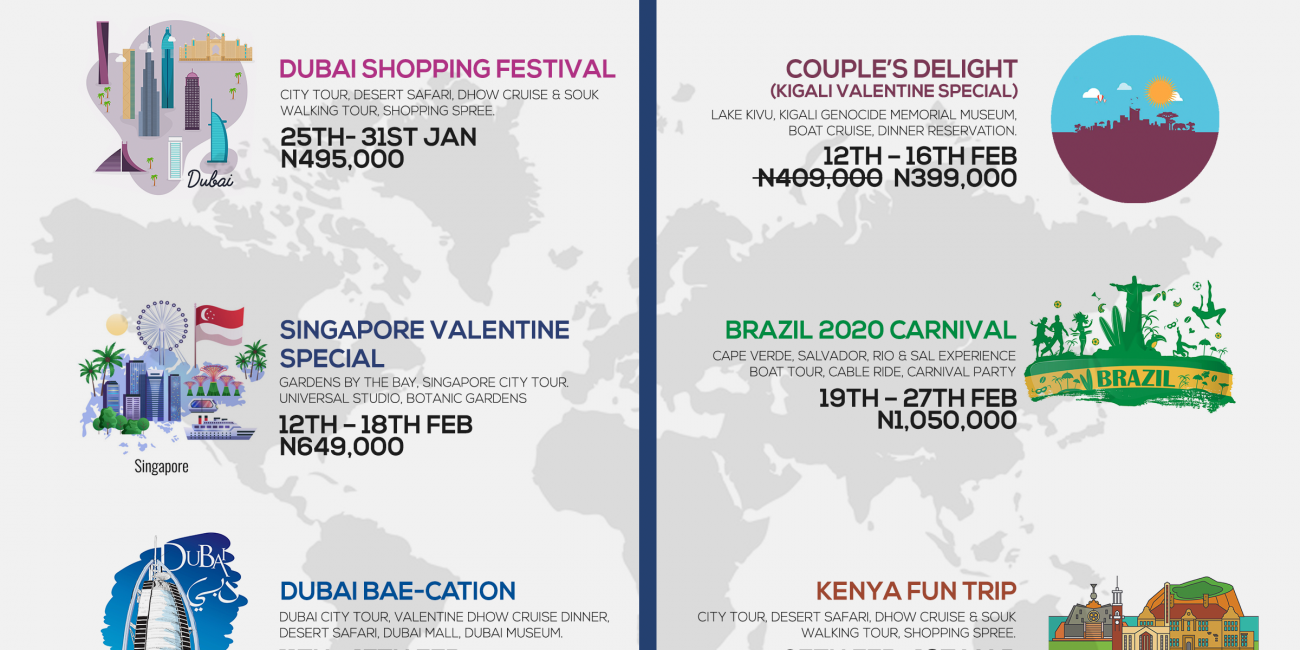 Dubai
DUBAI SHOPPING FESTIVAL
CITY TOUR, DESERT SAFARI, DHOW CRUISE & SOUK
WALKING TOUR, SHOPPING SPREE.
25TH- 31ST JAN
N495,000
Singapore
SINGAPORE VALENTINE
SPECIAL
GARDENS BY THE BAY, SINGAPORE CITY TOUR.
UNIVERSAL STUDIO, BOTANIC GARDENS
12TH – 18TH FEB
N649,000
DUBAI
دبي
DUBAI BAE-CATION
DUBAI CITY TOUR, VALENTINE DHOW CRUISE DINNER,
DESERT SAFARI, DUBAI MALL, DUBAI MUSEUM.
COUPLE'S DELIGHT
(KIGALI VALENTINE SPECIAL)
LAKE KIVU, KIGALI GENOCIDE MEMORIAL MUSEUM,
BOAT CRUISE, DINNER RESERVATION.
12TH – 16TH FEB
N409,000 N399,000
BRAZIL 2020 CARNIVAL
CAPE VERDE, SALVADOR, RIO & SAL EXPERIENCE
BOAT TOUR, CABLE RIDE, CARNIVAL PARTY
19TH – 27TH FEB
N1,050,000
BRAZIL
KENYA FUN TRIP
CITY TOUR, DESERT SAFARI, DHOW CRUISE & SOUK
WALKING TOUR, SHOPPING SPREE.